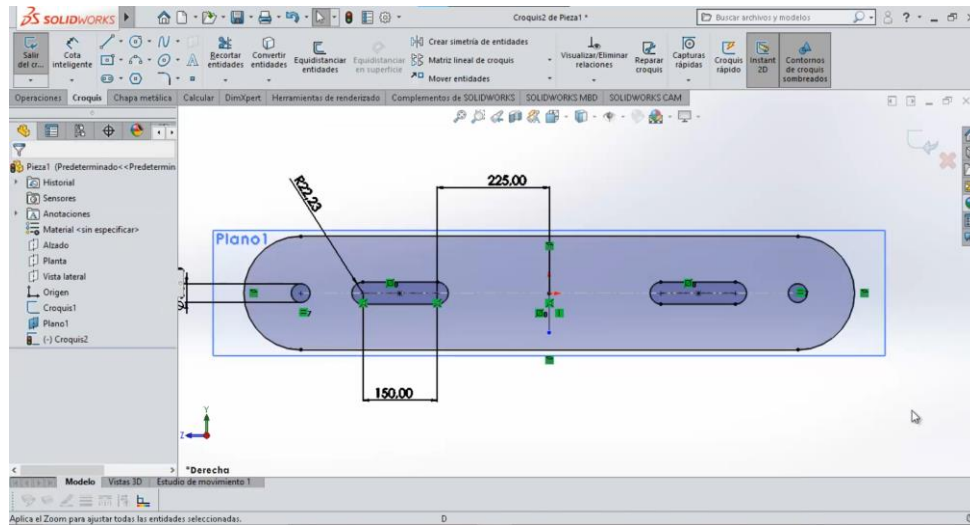 SOLIDWORKS
Croquis2 de Pieza1 *
Buscar archivos y modelos
Salir del cr...
Cota inteligente
Recortar entidades
Convertir entidades
Equidistanciar entidades
Equidistanciar en superficie
Crear simetría de entidades
Matriz lineal de croquis
Mover entidades
Visualizar/Eliminar relaciones
Reparar croquis
Capturas rápidas
Croquis rápido
Instant 2D
Contornos de croquis sombreados
Operaciones Croquis Chapa metálica Calcular DimXpert Herramientas de renderizado Complementos de SOLIDWORKS SOLIDWORKS MBD SOLIDWORKS CAM
Pieza1 (Predeterminado<<Predetermin
Historial
Sensores
Anotaciones
Material <sin especificar>
Alzado
Planta
Vista lateral
Origen
Croquis1
Plano1
(-) Croquis2
R22,23
225,00
Plano1
150,00
Y
Z
*Derecha
Modelo Vistas 3D Estudio de movimiento 1
Aplica el Zoom para ajustar todas las entidades seleccionadas.
D